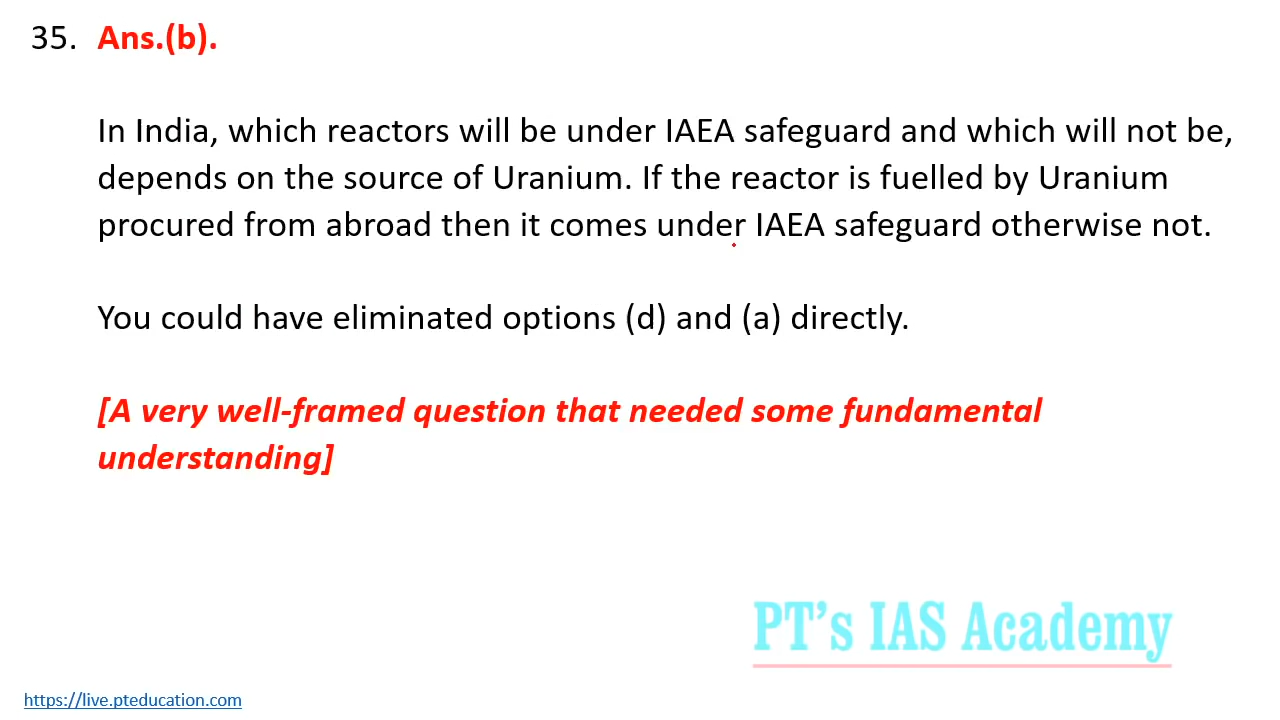 35. Ans.(b).
In India, which reactors will be under IAEA safeguard and which will not be,
depends on the source of Uranium. If the reactor is fuelled by Uranium
procured from abroad then it comes under IAEA safeguard otherwise not.
You could have eliminated options (d) and (a) directly.
[A very well-framed question that needed some fundamental
understanding]
PT's IAS Academy
https://live.pteducation.com